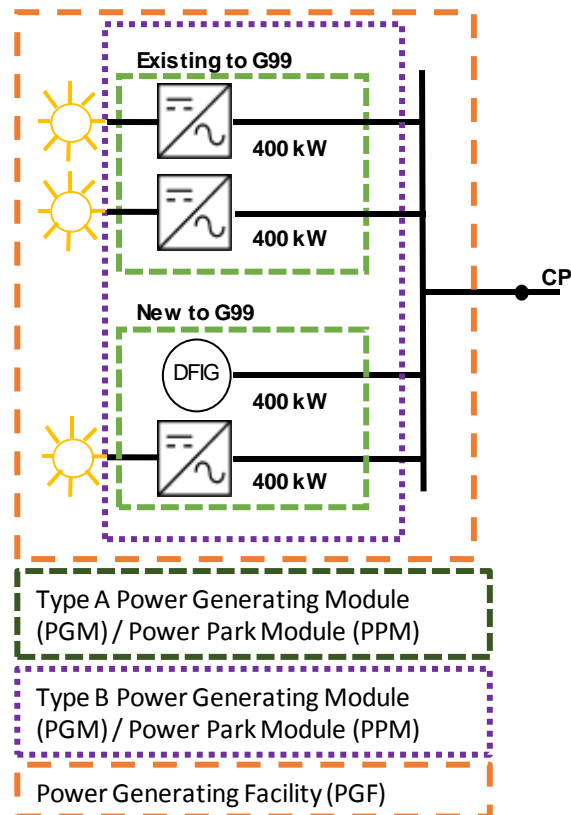 Existing to G99
400 kW
400 kW
CP
New to G99
DFIG
400 kW
400 kW
Type A Power Generating Module
(PGM) / Power Park Module (PPM)
Type B Power Generating Module
(PGM) / Power Park Module (PPM)
Power Generating Facility (PGF)